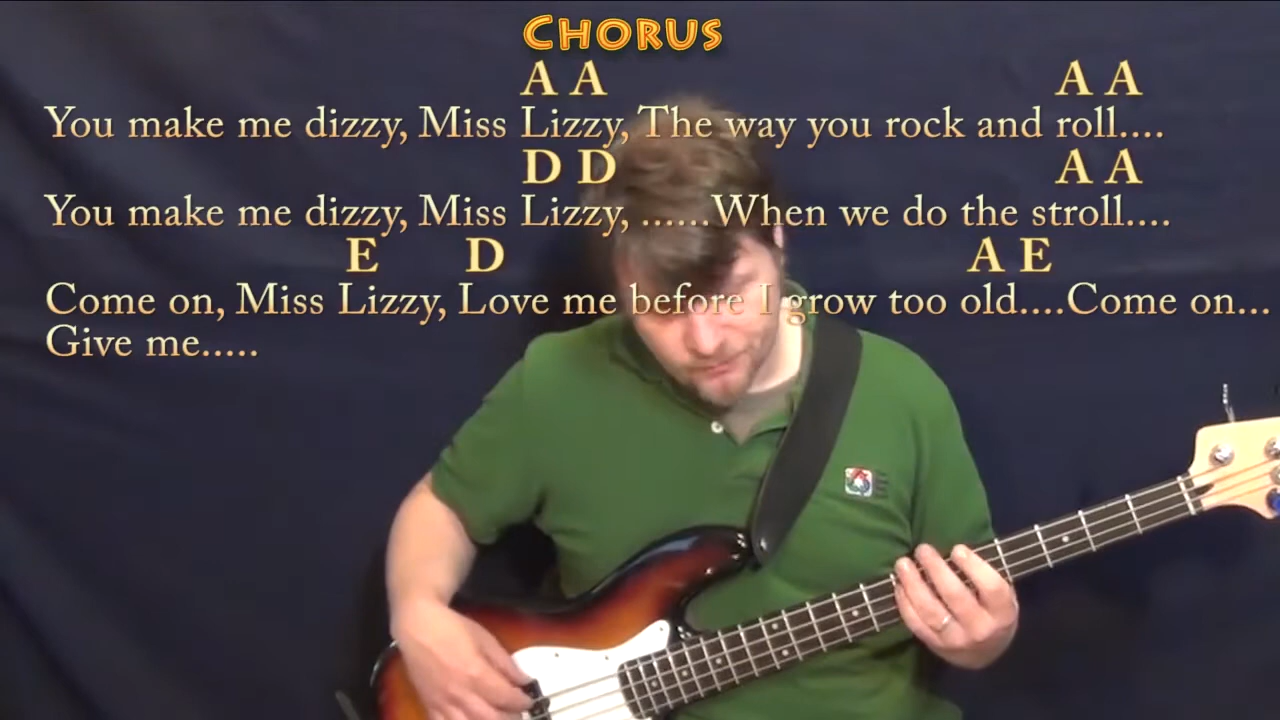 CHORUS
A A A A
You make me dizzy, Miss Lizzy, The way you rock and roll....
D D A A
You make me dizzy, Miss Lizzy, ......When we do the stroll....
E D A E
Come on, Miss Lizzy, Love me before I grow too old....Come on...
Give me.....